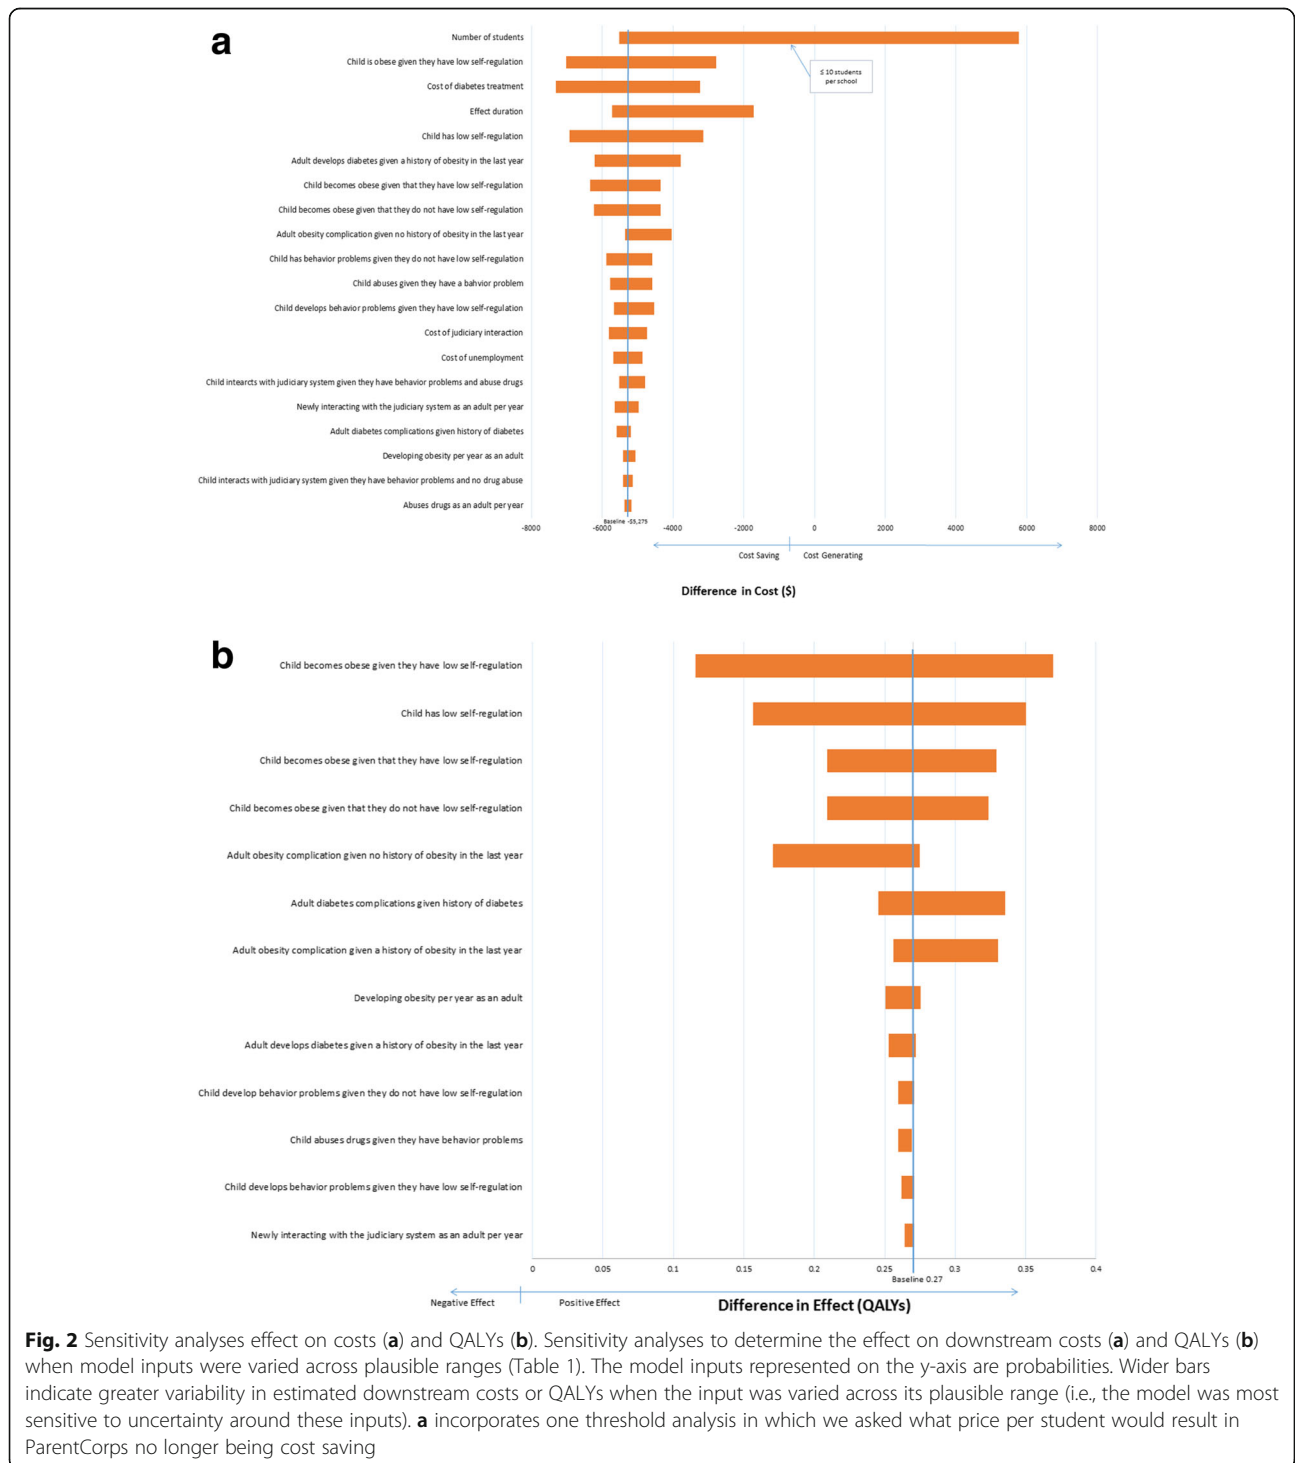 a
Number of students
Child is obese given they have low self-regulation
≤ 10 students
per school
Cost of diabetes treatment
Effect duration
Child has low self-regulation
Adult develops diabetes given a history of obesity in the last year
Child becomes obese given that they have low self-regulation
Child becomes obese given that they do not have low self-regulation
Adult obesity complication given no history of obesity in the last year
Child has behavior problems given they do not have low self-regulation
Child abuses given they have a bahvior problem
Child develops behavior problems given they have low self-regulation
Cost of judiciary interaction
Cost of unemployment
Child intearcts with judiciary system given they have behavior problems and abuse drugs
Newly interacting with the judiciary system as an adult per year
Adult diabetes complications given history of diabetes
Developing obesity per year as an adult
Child interacts with judiciary system given they have behavior problems and no drug abuse
Abuses drugs as an adult per year
Baseline -$5,275
-8000 -6000 -4000 -2000 0 2000 4000 6000 8000
Cost Saving Cost Generating
Difference in Cost ($)
b
Child becomes obese given they have low self-regulation
Child has low self-regulation
Child becomes obese given that they have low self-regulation
Child becomes obese given that they do not have low self-regulation
Adult obesity complication given no history of obesity in the last year
Adult diabetes complications given history of diabetes
Adult obesity complication given a history of obesity in the last year
Developing obesity per year as an adult
Adult develops diabetes given a history of obesity in the last year
Child develop behavior problems given they do not have low self-regulation
Child abuses drugs given they have behavior problems
Child develops behavior problems given they have low self-regulation
Newly interacting with the judiciary system as an adult per year
0 0.05 0.1 0.15 0.2 0.25 0.3 0.35 0.4
Baseline 0.27
Negative Effect Positive Effect Difference in Effect (QALYs)
Fig. 2 Sensitivity analyses effect on costs (a) and QALYs (b). Sensitivity analyses to determine the effect on downstream costs (a) and QALYs (b)
when model inputs were varied across plausible ranges (Table 1). The model inputs represented on the y-axis are probabilities. Wider bars
indicate greater variability in estimated downstream costs or QALYs when the input was varied across its plausible range (i.e., the model was most
sensitive to uncertainty around these inputs). a incorporates one threshold analysis in which we asked what price per student would result in
ParentCorps no longer being cost saving